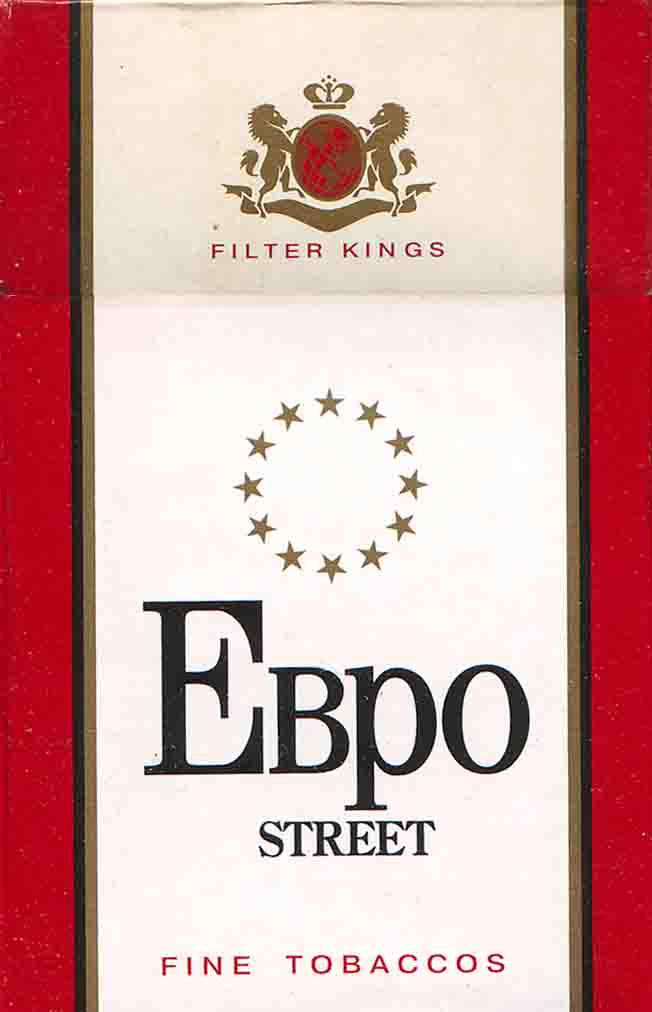 FILTER KINGS
Евро
STREET
FINE TOBACCOS